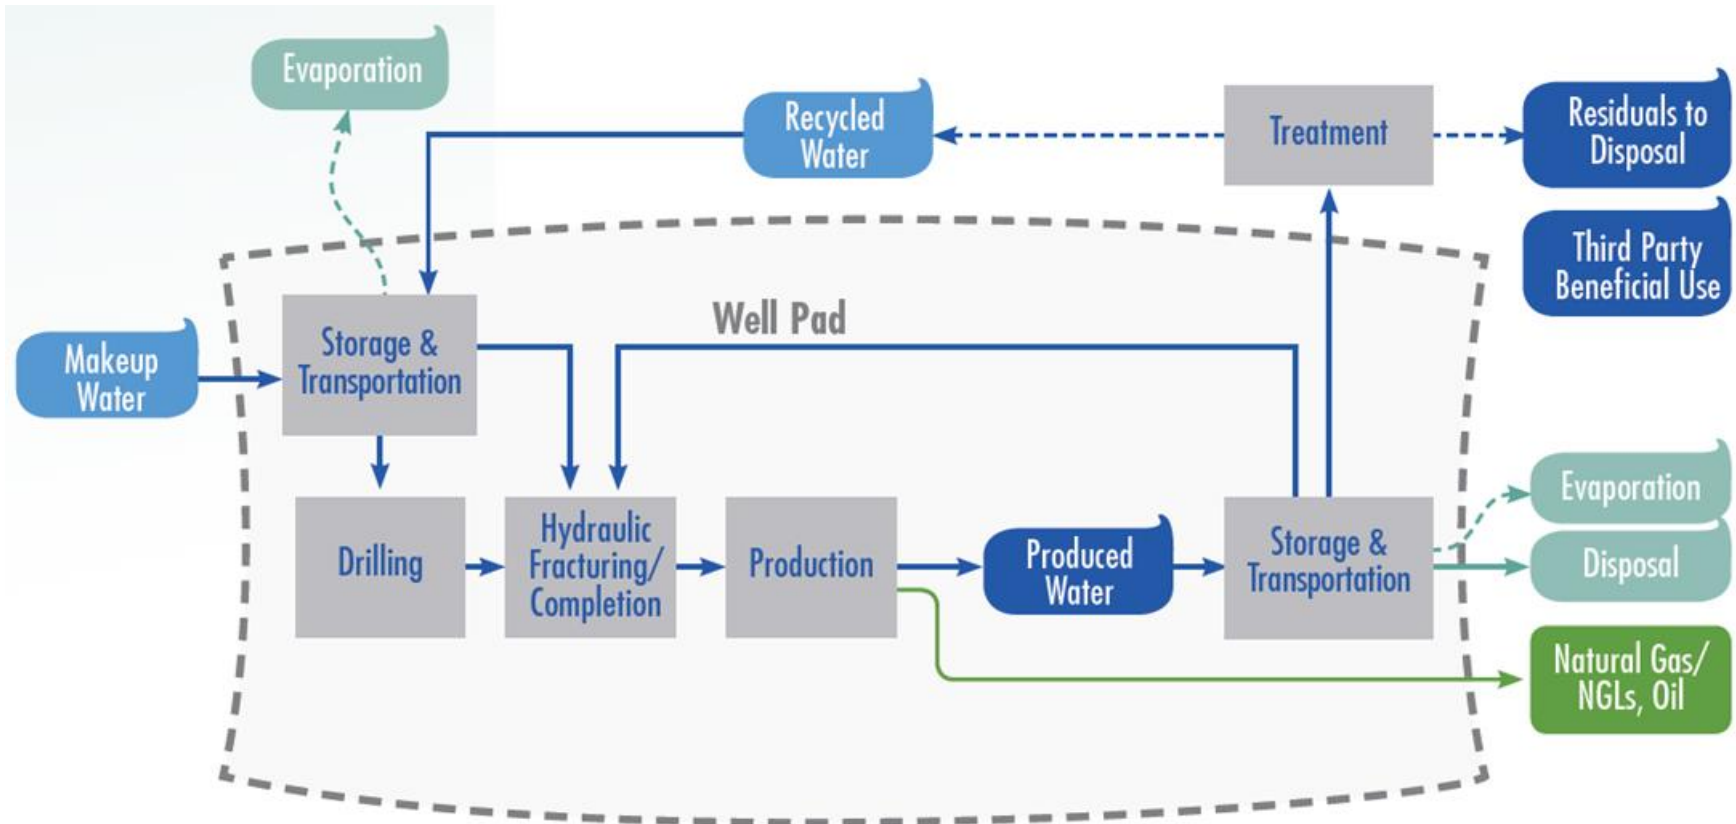 Evaporation
Recycled
Water
Treatment
Residuals to
Disposal
Third Party
Beneficial Use
Well Pad
Makeup
Water
Storage &
Transportation
Drilling
Hydraulic
Fracturing/
Completion
Production
Produced
Water
Storage &
Transportation
Evaporation
Disposal
Natural Gas/
NGLs, Oil